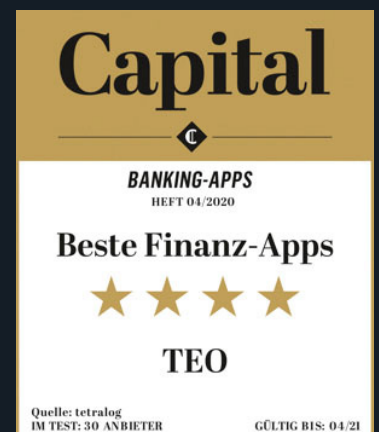 Capital
BANKING-APPS
HEFT 04/2020
Beste Finanz-Apps
TEO
Quelle: tetralog
IM TEST: 30 ANBIETER
GÜLTIG BIS: 04/21